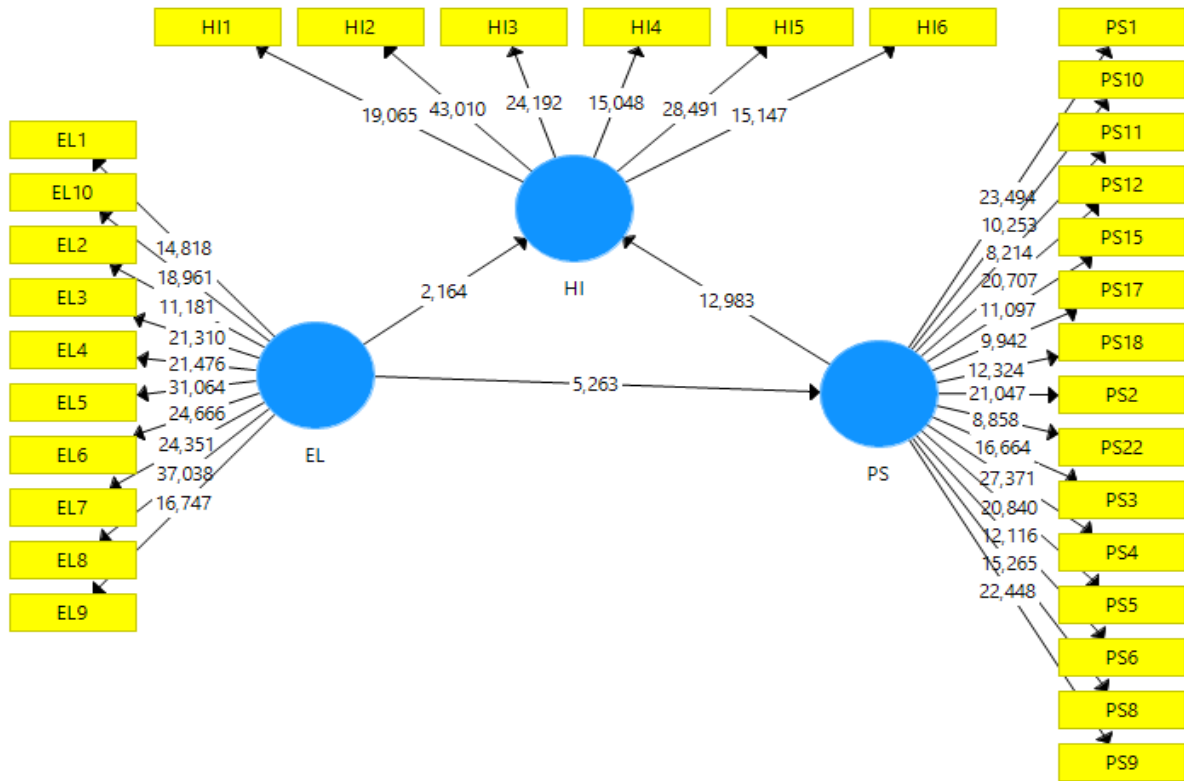 HI1 HI2 HI3 HI4 HI5 HI6
19,065 43,010 24,192 15,048 28,491 15,147
HI
EL1
EL10
EL2
EL3
EL4
EL5
EL6
EL7
EL8
EL9
14,818
18,961
11,181
21,310
21,476
31,064
24,666
24,351
37,038
16,747
EL
2,164
12,983
5,263
PS
23,494
10,253
8,214
20,707
11,097
9,942
12,324
21,047
8,858
16,664
27,371
20,840
12,116
15,265
22,448
PS1
PS10
PS11
PS12
PS15
PS17
PS18
PS2
PS22
PS3
PS4
PS5
PS6
PS8
PS9